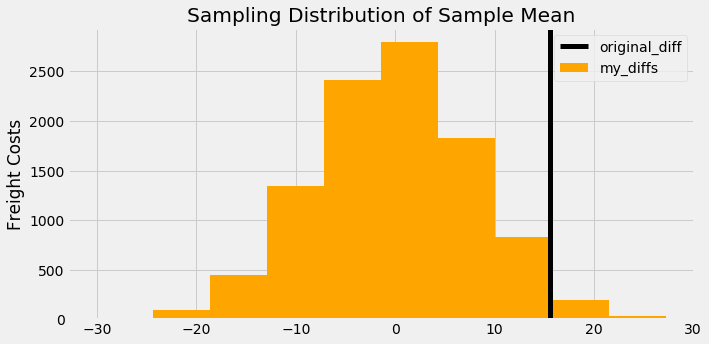 Sampling Distribution of Sample Mean
original_diff
my_diffs
Freight Costs
2500
2000
1500
1000
500
0
−30 −20 −10 0 10 20 30